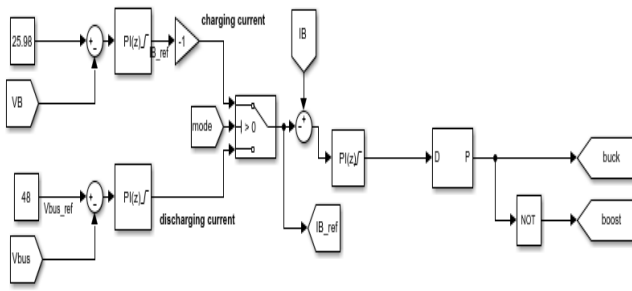 charging current
25.98
+
-
PI(z)
IB_ref
-1
IB
VB
mode
> 0
+
-
PI(z)
D P
buck
48
Vbus_ref
+
-
PI(z)
discharging current
IB_ref
NOT
boost
Vbus